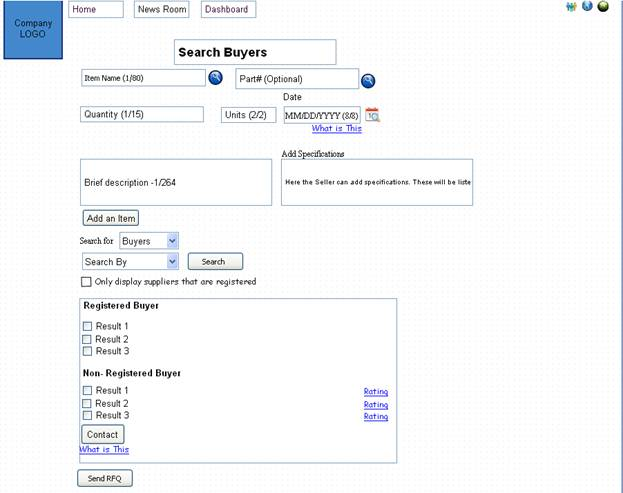 Company
LOGO
Home
News Room
Dashboard
Search Buyers
Item Name (1/80)
Part# (Optional)
Date
Quantity (1/15)
Units (2/2)
MM/DD/YYYY (8/8)
What is This
Add Specifications
Brief description -1/264
Here the Seller can add specifications. These will be liste
Add an Item
Search for
Buyers
Search By
Search
Only display suppliers that are registered
Registered Buyer
Result 1
Result 2
Result 3
Non- Registered Buyer
Result 1 Rating
Result 2 Rating
Result 3 Rating
Contact
What is This
Send RFQ